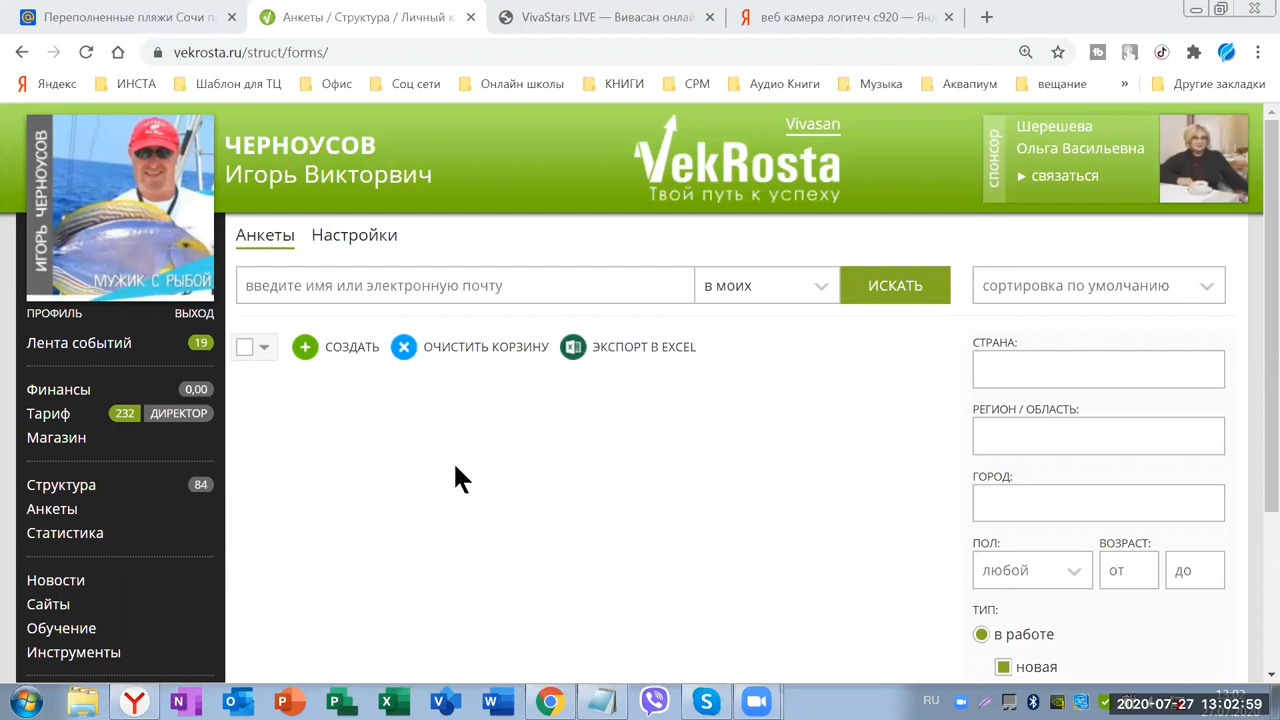 Переполненные пляжи Сочи п
Анкеты / Структура / Личный к
VivaStars LIVE — Вивасан онлай
веб камера логитеч с920 — Ян
vekrosta.ru/struct/forms/
Яндекс
ИНСТА
Шаблон для ТЦ
Офис
Соц сети
Онлайн школы
КНИГИ
СРМ
Аудио Книги
Музыка
Аквапиум
вещание
»
Другие закладки
ИГОРЬ ЧЕРНОУСОВ
МУЖИК С РЫБОЙ
ЧЕРНОУСОВ
Игорь Викторвич
Vivasan
VekRosta
Твой путь к успеху
спонсор
Шерешева
Ольга Васильевна
► связаться
ПРОФИЛЬ
ВЫХОД
Лента событий 19
Финансы 0,00
Тариф 232 ДИРЕКТОР
Магазин
Структура 84
Анкеты
Статистика
Новости
Сайты
Обучение
Инструменты
Анкеты Настройки
введите имя или электронную почту
в моих
ИСКАТЬ
сортировка по умолчанию
СОЗДАТЬ
ОЧИСТИТЬ КОРЗИНУ
ЭКСПОРТ В EXCEL
СТРАНА:
РЕГИОН / ОБЛАСТЬ:
ГОРОД:
ПОЛ:
ВОЗРАСТ:
любой
от
до
ТИП:
в работе
новая
RU
2020-07-27 13:02:59